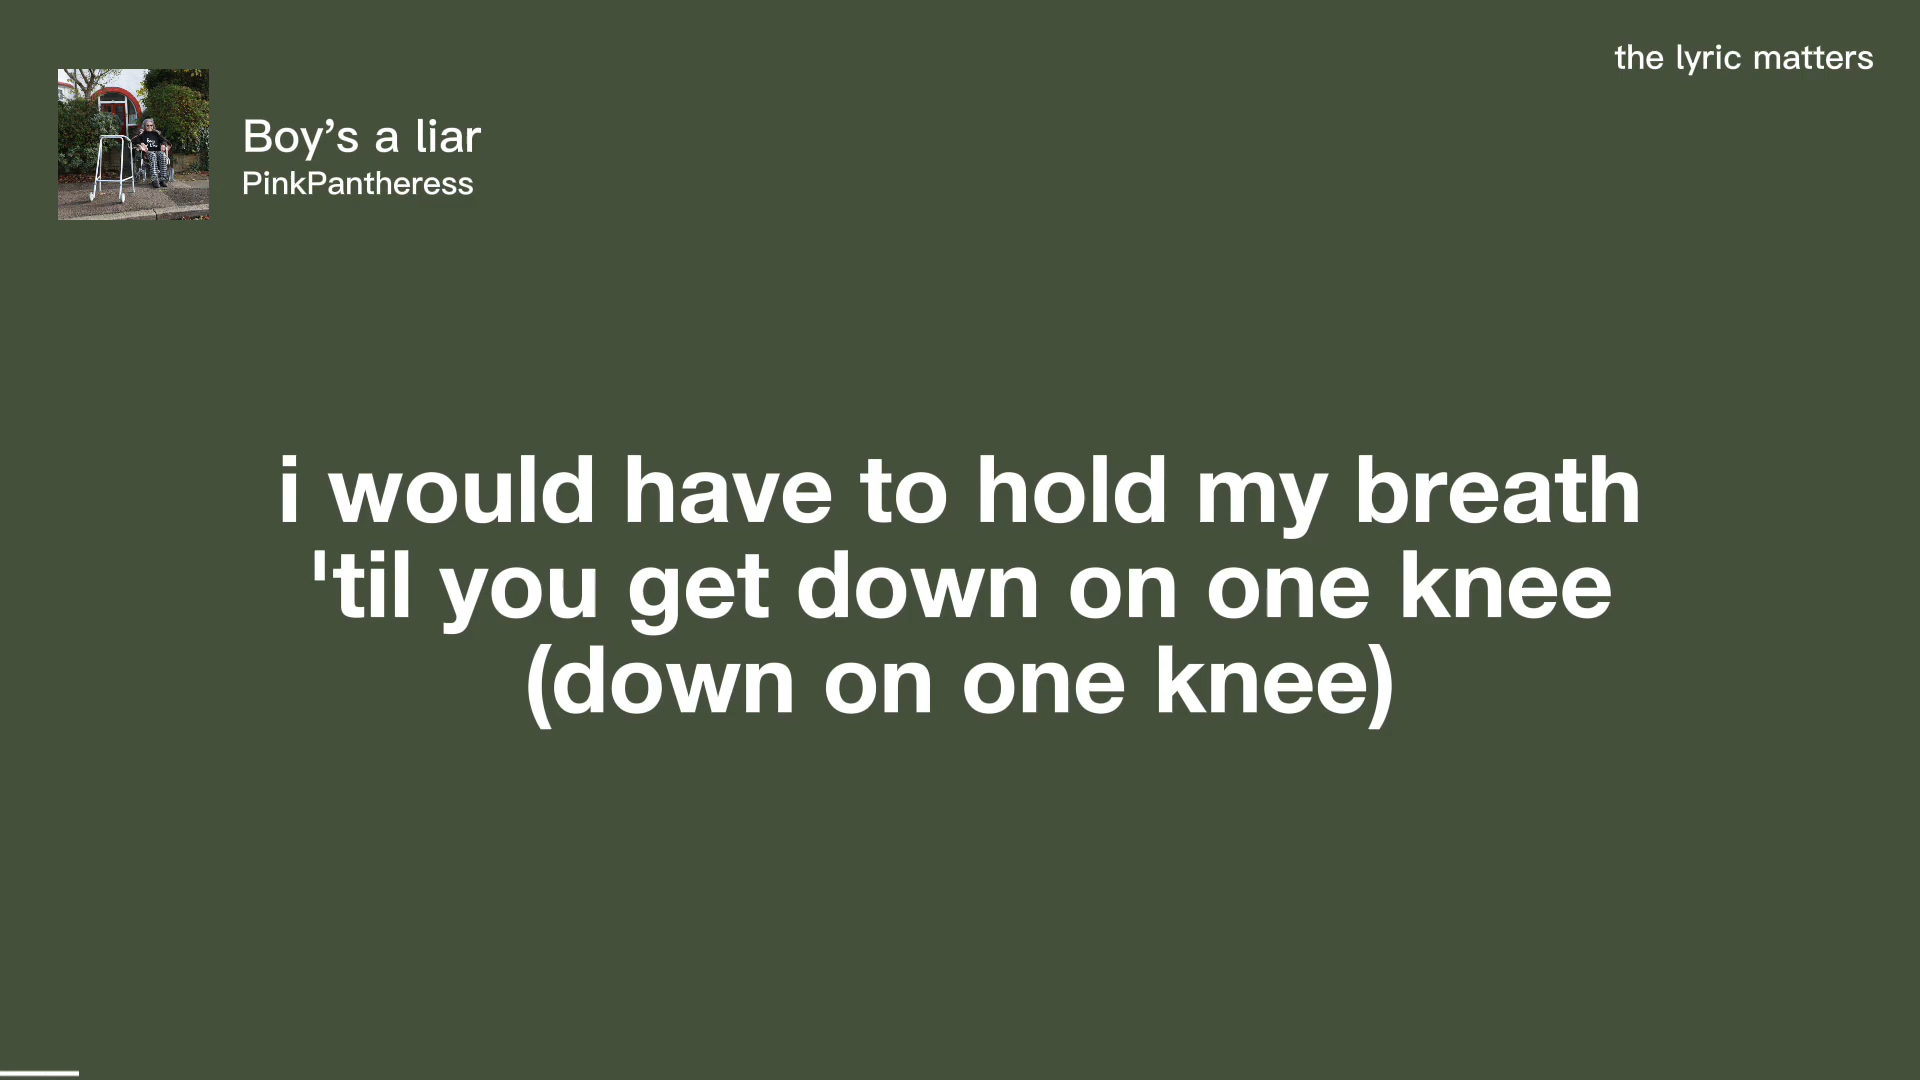 the lyric matters
Boy’s a liar
PinkPantheress
i would have to hold my breath
'til you get down on one knee
(down on one knee)